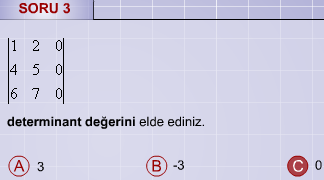 SORU 3
1 2 0
4 5 0
6 7 0
determinant değerini elde ediniz.
A 3 B -3 C 0